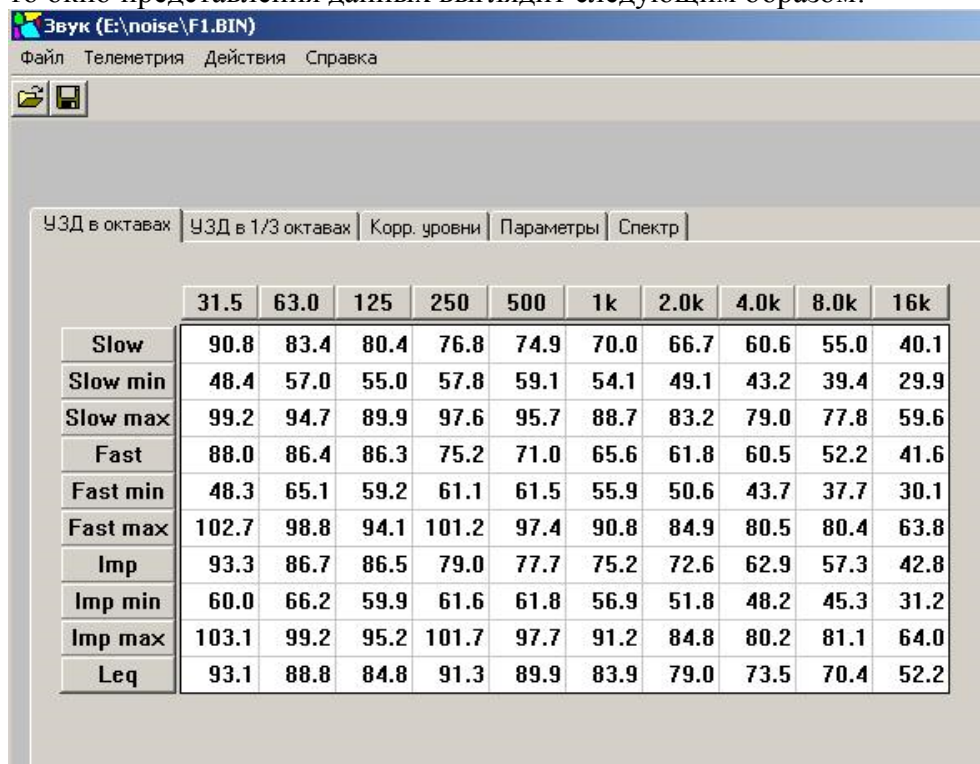 то окно представления данных выглядит следующим образом:
Звук (E:\noise\F1.BIN)
Файл Телеметрия Действия Справка
УЗД в октавах УЗД в 1/3 октавах Корр. уровни Параметры Спектр
31.5 63.0 125 250 500 1k 2.0k 4.0k 8.0k 16k
Slow 90.8 83.4 80.4 76.8 74.9 70.0 66.7 60.6 55.0 40.1
Slow min 48.4 57.0 55.0 57.8 59.1 54.1 49.1 43.2 39.4 29.9
Slow max 99.2 94.7 89.9 97.6 95.7 88.7 83.2 79.0 77.8 59.6
Fast 88.0 86.4 86.3 75.2 71.0 65.6 61.8 60.5 52.2 41.6
Fast min 48.3 65.1 59.2 61.1 61.5 55.9 50.6 43.7 37.7 30.1
Fast max 102.7 98.8 94.1 101.2 97.4 90.8 84.9 80.5 80.4 63.8
Imp 93.3 86.7 86.5 79.0 77.7 75.2 72.6 62.9 57.3 42.8
Imp min 60.0 66.2 59.9 61.6 61.8 56.9 51.8 48.2 45.3 31.2
Imp max 103.1 99.2 95.2 101.7 97.7 91.2 84.8 80.2 81.1 64.0
Leq 93.1 88.8 84.8 91.3 89.9 83.9 79.0 73.5 70.4 52.2